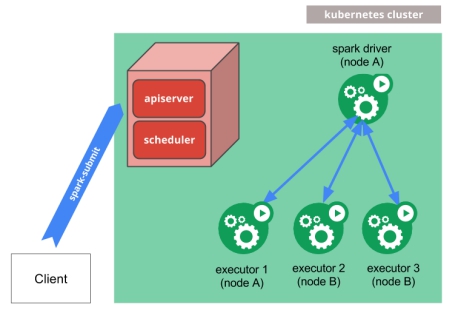 kubernetes cluster
spark driver
(node A)
apiserver
scheduler
spark-submit
Client
executor 1
(node A)
executor 2
(node B)
executor 3
(node B)